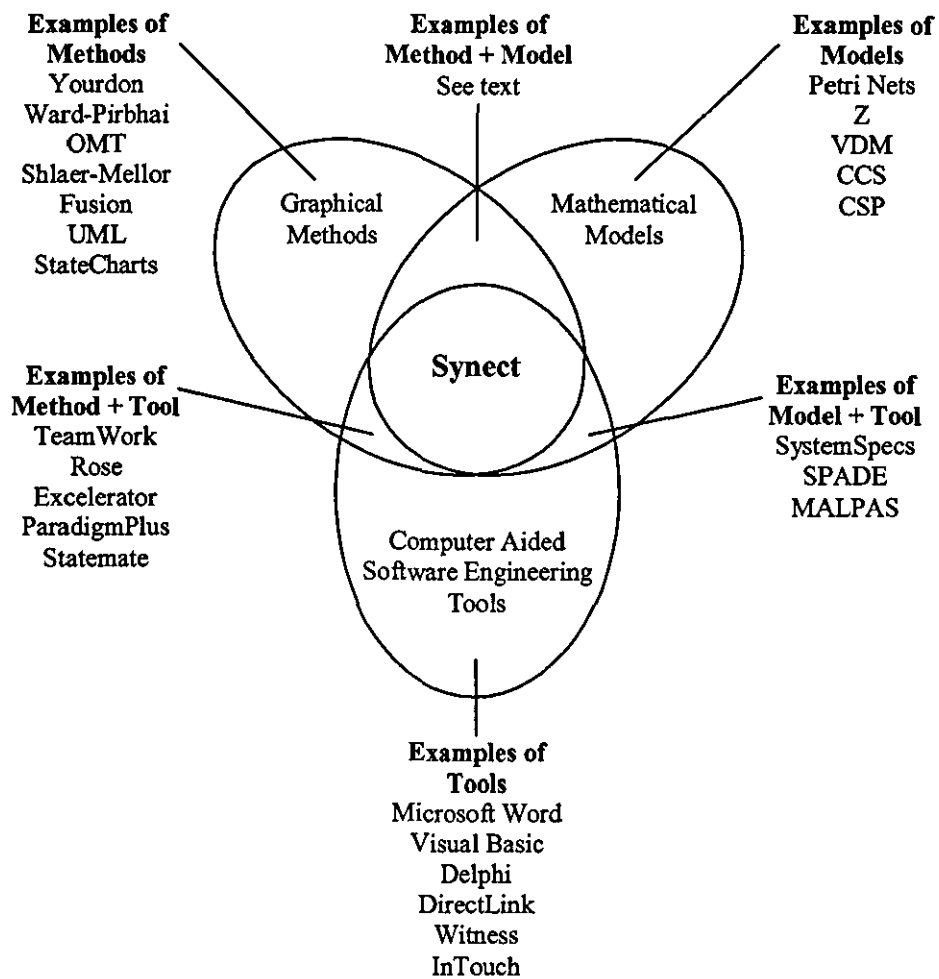 Examples of
Methods
Yourdon
Ward-Pirbhai
OMT
Shlaer-Mellor
Fusion
UML
StateCharts
Examples of
Method + Model
See text
Examples of
Models
Petri Nets
Z
VDM
CCS
CSP
Graphical
Methods
Mathematical
Models
Synect
Examples of
Method + Tool
TeamWork
Rose
Excelerator
ParadigmPlus
Statemate
Examples of
Model + Tool
SystemSpecs
SPADE
MALPAS
Computer Aided
Software Engineering
Tools
Examples of
Tools
Microsoft Word
Visual Basic
Delphi
DirectLink
Witness
InTouch